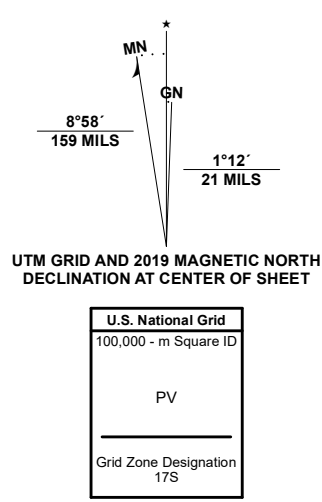 MN
GN
8°58´
159 MILS
1°12´
21 MILS
UTM GRID AND 2019 MAGNETIC NORTH
DECLINATION AT CENTER OF SHEET
U.S. National Grid
100,000 - m Square ID
PV
Grid Zone Designation
17S